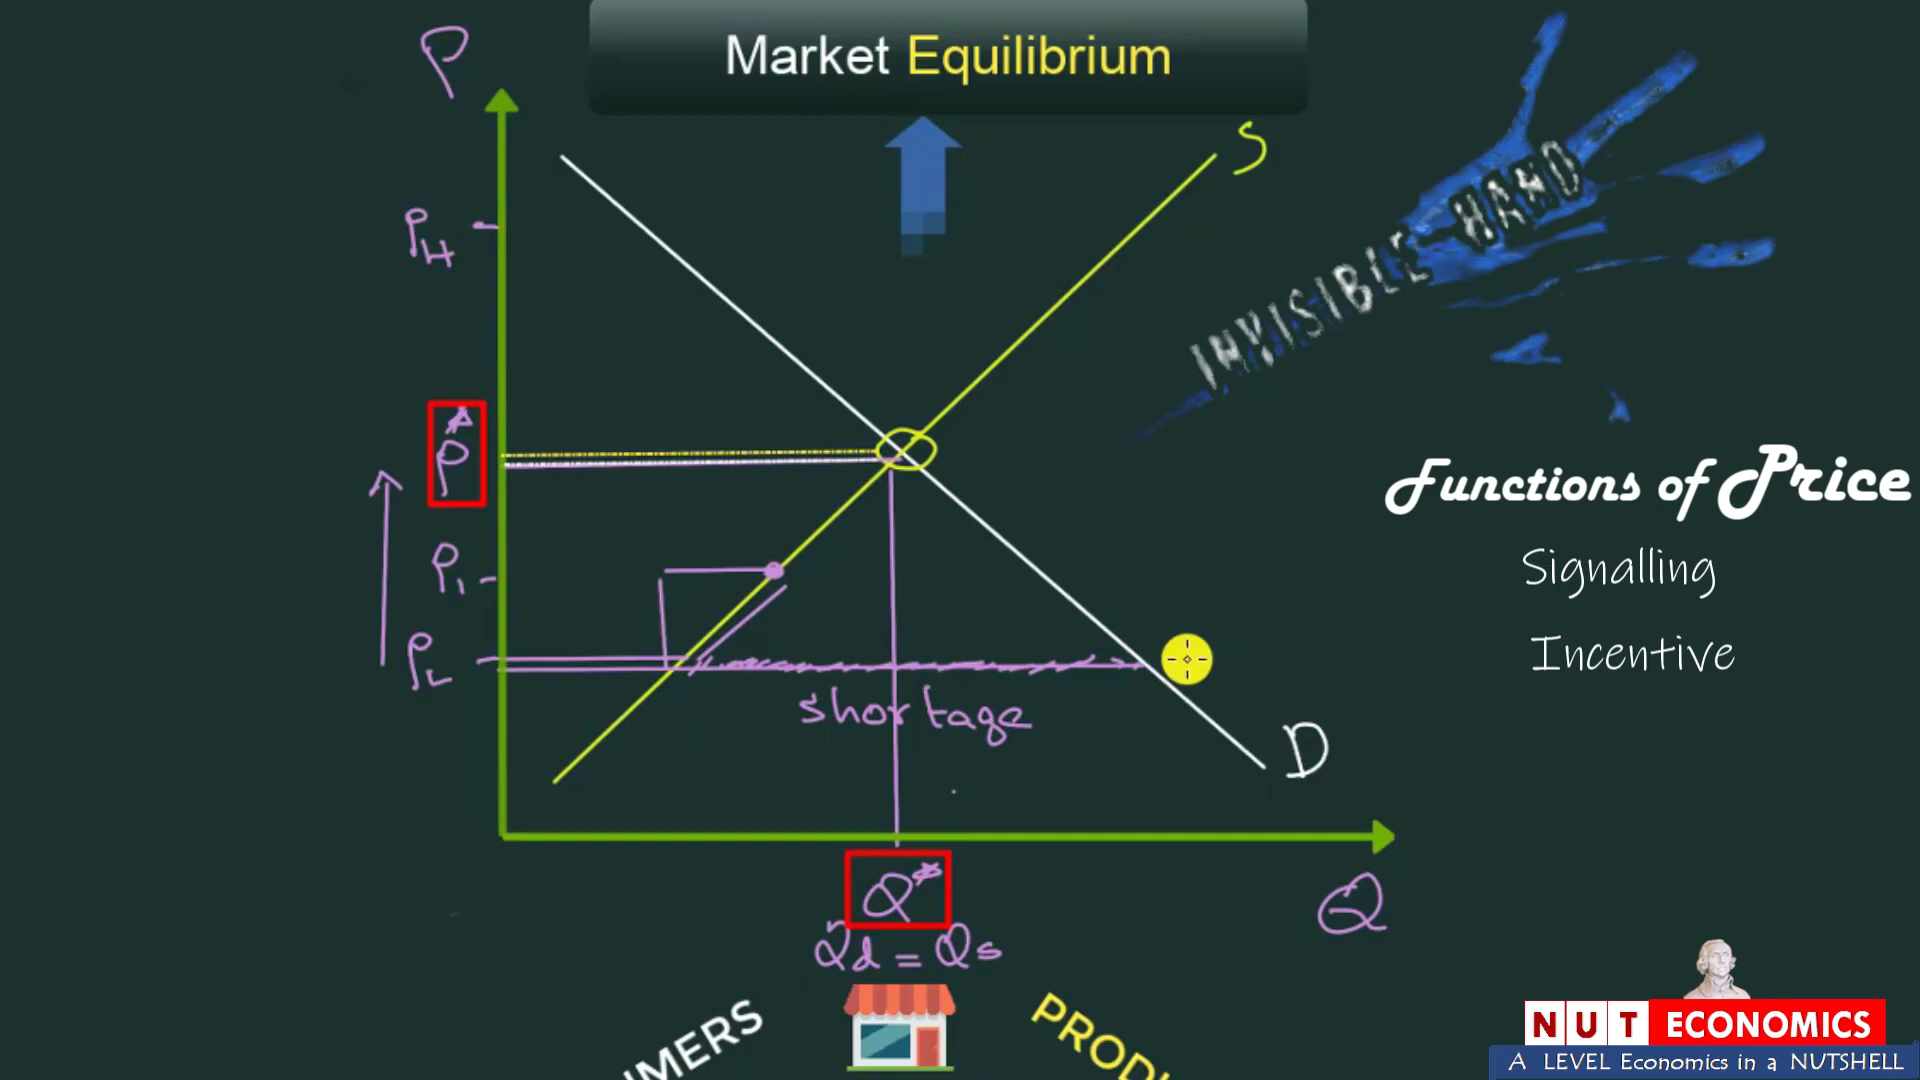 Market Equilibrium
P
S
PH
INVISIBLE HAND
P*
Functions of Price
P1
Signalling
PL
Incentive
shortage
D
Q*
Q
Qd = Qs
PROD
NUT ECONOMICS
A LEVEL Economics in a NUTSHELL